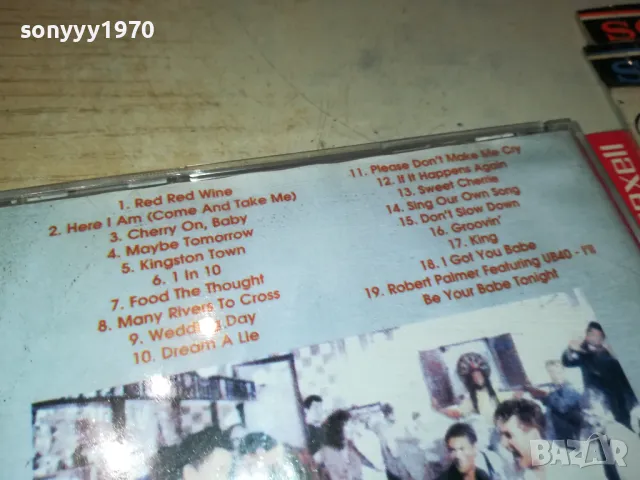 sonyyy1970
1. Red Red Wine
2. Here I Am (Come And Take Me)
3. Cherry On, Baby
4. Maybe Tomorrow
5. Kingston Town
6. 1 In 10
7. Food The Thought
8. Many Rivers To Cross
9. Wedding Day
10. Dream A Lie
11. Please Don't Make Me Cry
12. If It Happens Again
13. Sweet Cherrie
14. Sing Our Own Song
15. Don't Slow Down
16. Groovin'
17. King
18. I Got You Babe
19. Robert Palmer Featuring UB40 - I'll
Be Your Babe Tonight
maxell
BAZAR